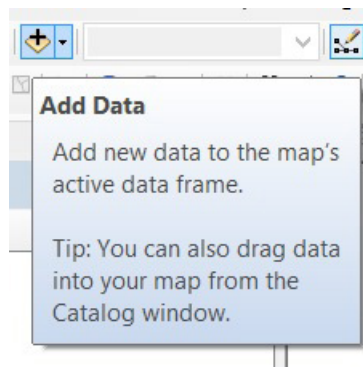 Add Data
Add new data to the map's
active data frame.
Tip: You can also drag data
into your map from the
Catalog window.